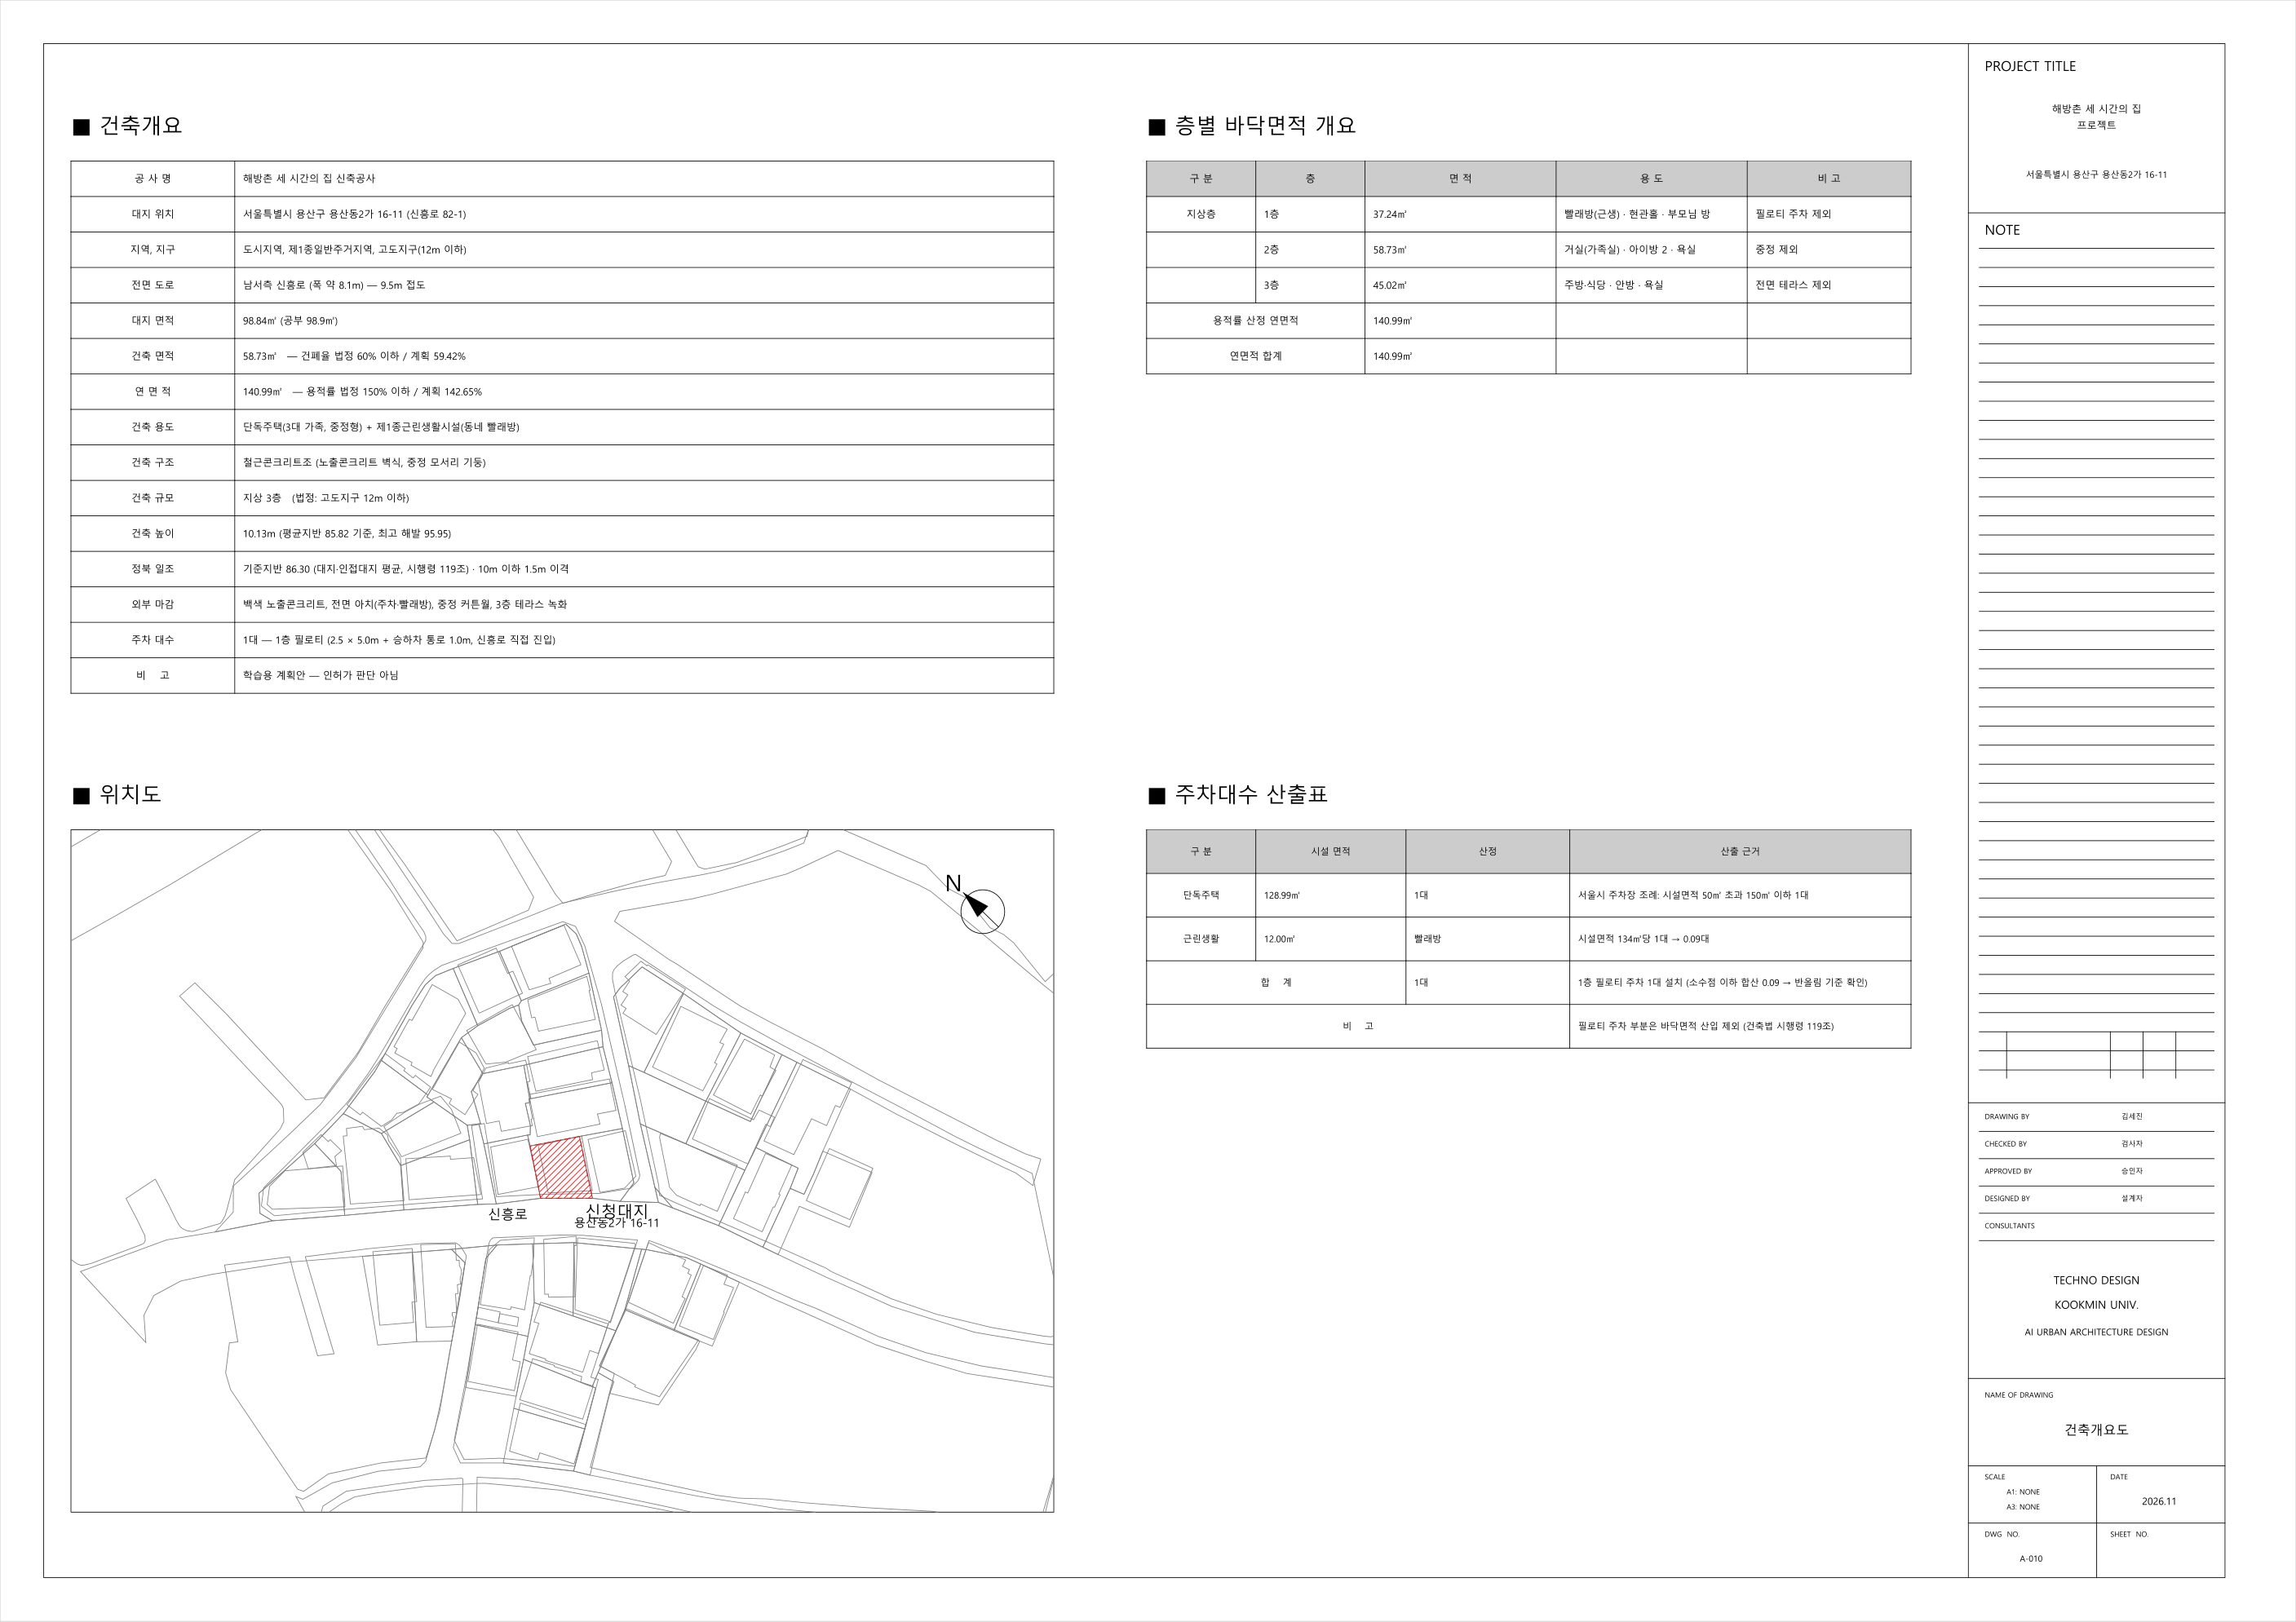 ■ 건축개요
공 사 명 해방촌 세 시간의 집 신축공사
대지 위치 서울특별시 용산구 용산동2가 16-11 (신흥로 82-1)
지역, 지구 도시지역, 제1종일반주거지역, 고도지구(12m 이하)
전면 도로 남서측 신흥로 (폭 약 8.1m) — 9.5m 접도
대지 면적 98.84㎡ (공부 98.9㎡)
건축 면적 58.73㎡ — 건폐율 법정 60% 이하 / 계획 59.42%
연 면 적 140.99㎡ — 용적률 법정 150% 이하 / 계획 142.65%
건축 용도 단독주택(3대 가족, 중정형) + 제1종근린생활시설(동네 빨래방)
건축 구조 철근콘크리트조 (노출콘크리트 벽식, 중정 모서리 기둥)
건축 규모 지상 3층 (법정: 고도지구 12m 이하)
건축 높이 10.13m (평균지반 85.82 기준, 최고 해발 95.95)
정북 일조 기준지반 86.30 (대지·인접대지 평균, 시행령 119조) · 10m 이하 1.5m 이격
외부 마감 백색 노출콘크리트, 전면 아치(주차·빨래방), 중정 커튼월, 3층 테라스 녹화
주차 대수 1대 — 1층 필로티 (2.5 × 5.0m + 승하차 통로 1.0m, 신흥로 직접 진입)
비 고 학습용 계획안 — 인허가 판단 아님
■ 층별 바닥면적 개요
구 분 층 면 적 용 도 비 고
지상층 1층 37.24㎡ 빨래방(근생) · 현관홀 · 부모님 방 필로티 주차 제외
2층 58.73㎡ 거실(가족실) · 아이방 2 · 욕실 중정 제외
3층 45.02㎡ 주방·식당 · 안방 · 욕실 전면 테라스 제외
용적률 산정 연면적 140.99㎡
연면적 합계 140.99㎡
■ 위치도
N
신흥로
신청대지
용산동2가 16-11
■ 주차대수 산출표
구 분 시설 면적 산정 산출 근거
단독주택 128.99㎡ 1대 서울시 주차장 조례: 시설면적 50㎡ 초과 150㎡ 이하 1대
근린생활 12.00㎡ 빨래방 시설면적 134㎡당 1대 → 0.09대
합 계 1대 1층 필로티 주차 1대 설치 (소수점 이하 합산 0.09 → 반올림 기준 확인)
비 고 필로티 주차 부분은 바닥면적 산입 제외 (건축법 시행령 119조)
PROJECT TITLE
해방촌 세 시간의 집
프로젝트
서울특별시 용산구 용산동2가 16-11
NOTE
DRAWING BY 김세진
CHECKED BY 검사자
APPROVED BY 승인자
DESIGNED BY 설계자
CONSULTANTS
TECHNO DESIGN
KOOKMIN UNIV.
AI URBAN ARCHITECTURE DESIGN
NAME OF DRAWING
건축개요도
SCALE
A1: NONE
A3: NONE
DATE
2026.11
DWG NO.
A-010
SHEET NO.